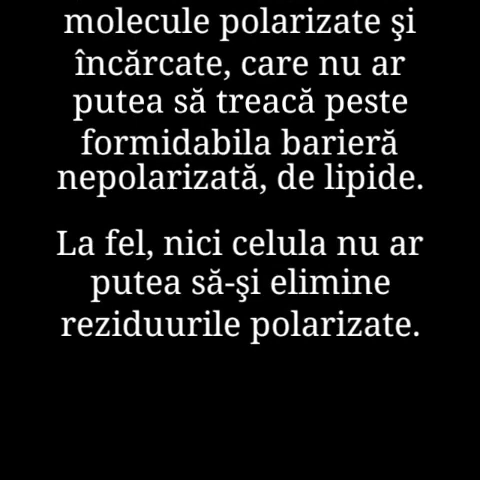 molecule polarizate şi
încărcate, care nu ar
putea să treacă peste
formidabila barieră
nepolarizată, de lipide.
La fel, nici celula nu ar
putea să-şi elimine
reziduurile polarizate.